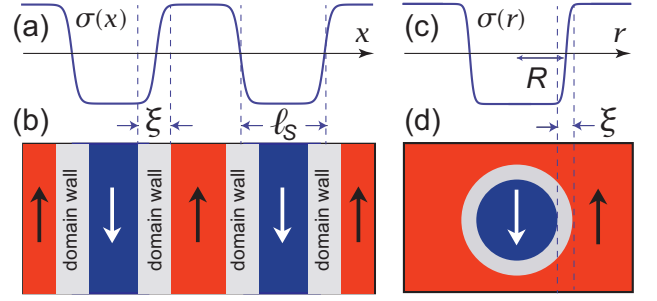 (a) σ(x) x
ξ ℓS
(b)
domain wall domain wall domain wall domain wall
(c) σ(r) r
R
ξ
(d)